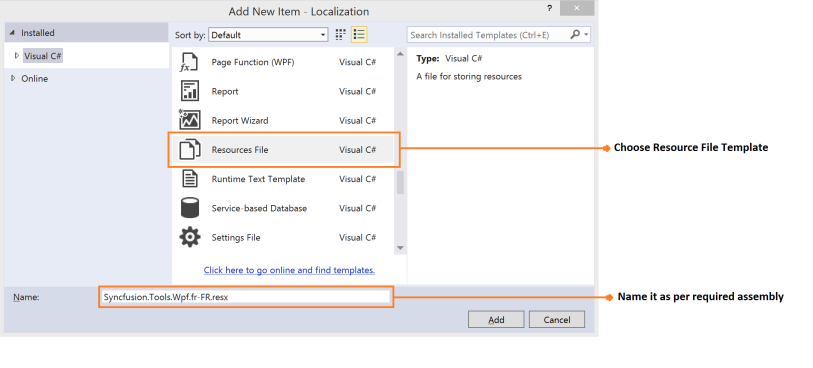 Add New Item - Localization
?
×
Installed
Sort by: Default
Search Installed Templates (Ctrl+E)
Visual C#
Online
Page Function (WPF) Visual C#
Report Visual C#
Report Wizard Visual C#
Resources File Visual C#
Runtime Text Template Visual C#
Service-based Database Visual C#
Settings File Visual C#
Click here to go online and find templates.
Type: Visual C#
A file for storing resources
Choose Resource File Template
Name: Syncfusion.Tools.Wpf.fr-FR.resx
Name it as per required assembly
Add Cancel